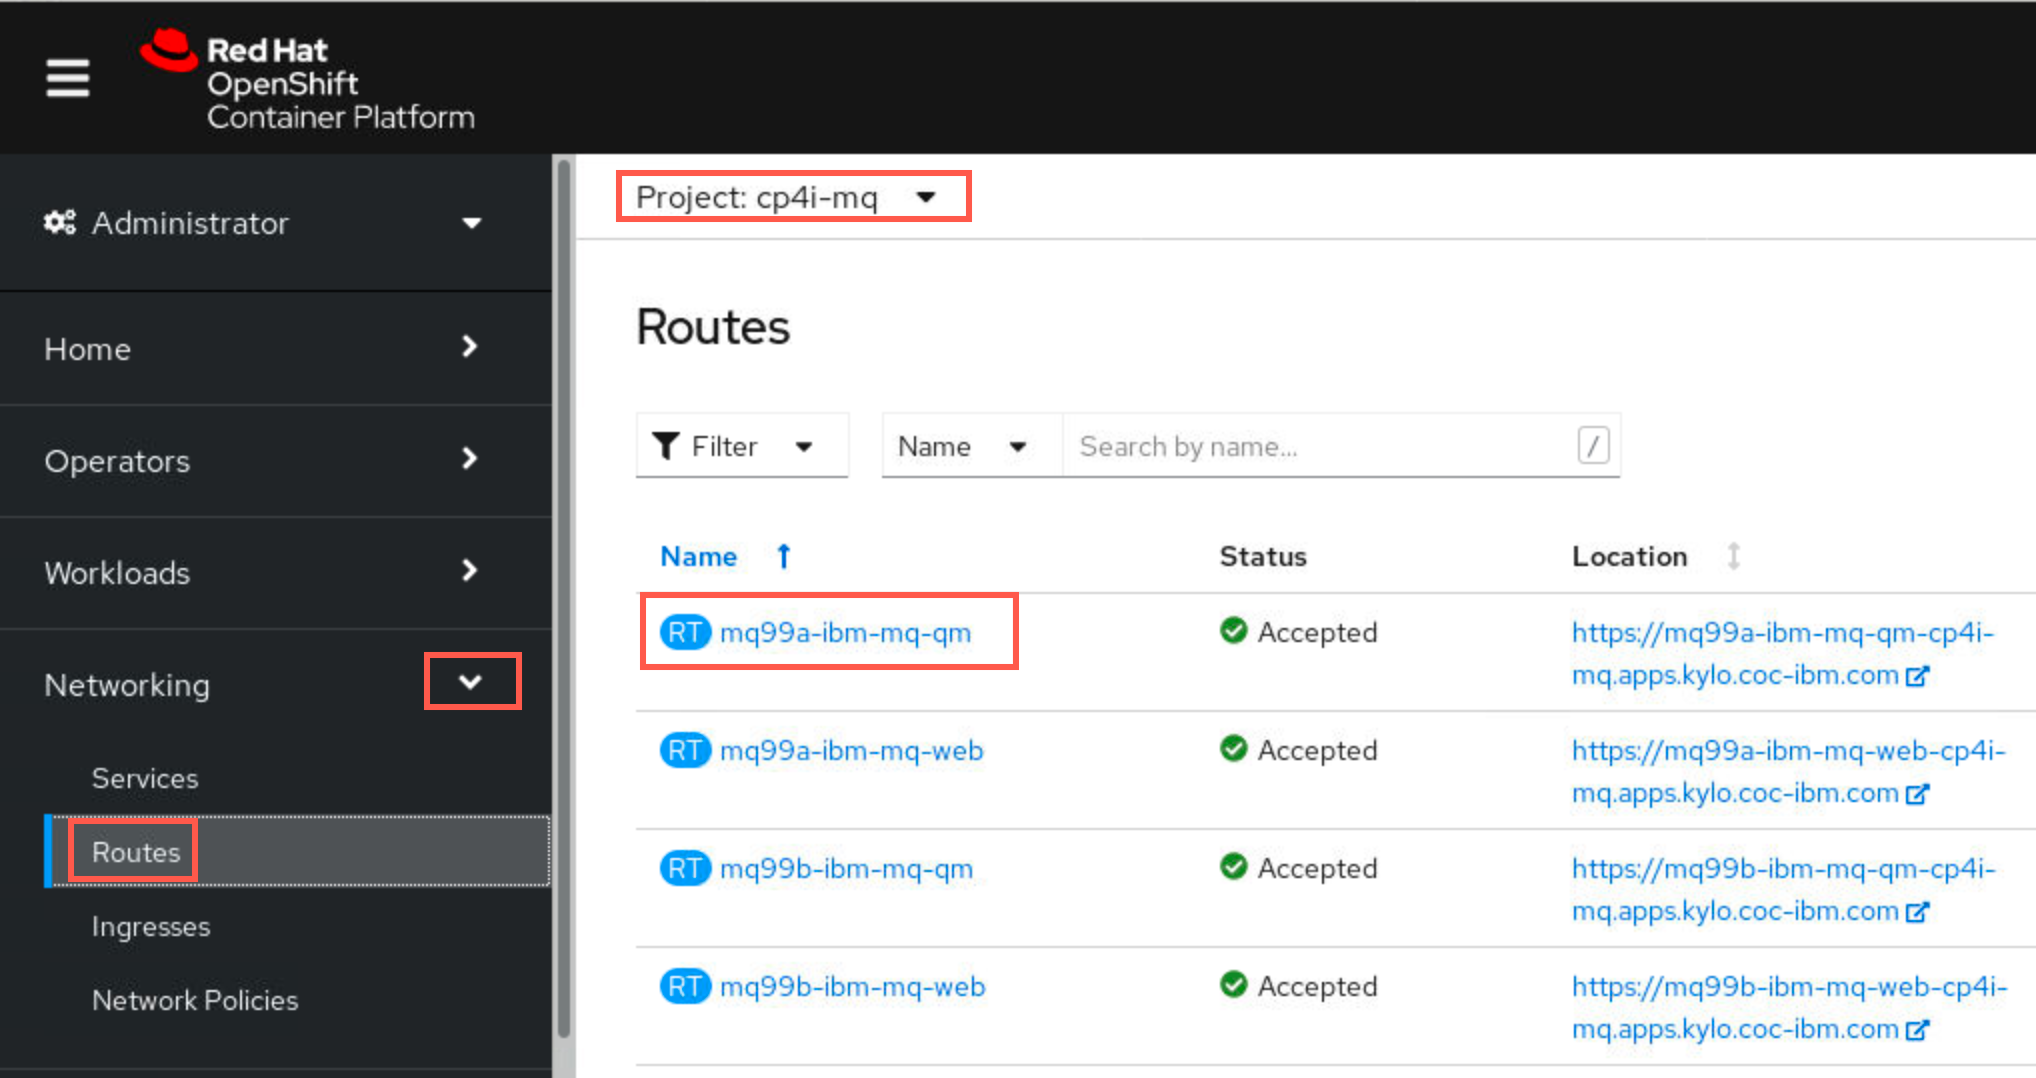 Red Hat
OpenShift
Container Platform
Administrator
Home
Operators
Workloads
Networking
Services
Routes
Ingresses
Network Policies
Project: cp4i-mq
Routes
Filter
Name
Search by name...
/
Name Status Location
RT mq99a-ibm-mq-qm Accepted https://mq99a-ibm-mq-qm-cp4i-
mq.apps.kylo.coc-ibm.com
RT mq99a-ibm-mq-web Accepted https://mq99a-ibm-mq-web-cp4i-
mq.apps.kylo.coc-ibm.com
RT mq99b-ibm-mq-qm Accepted https://mq99b-ibm-mq-qm-cp4i-
mq.apps.kylo.coc-ibm.com
RT mq99b-ibm-mq-web Accepted https://mq99b-ibm-mq-web-cp4i-
mq.apps.kylo.coc-ibm.com